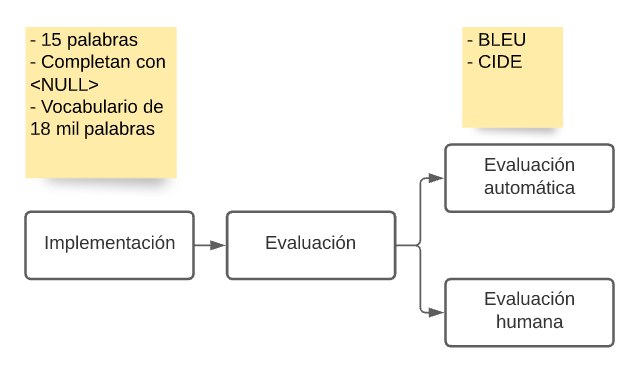 - 15 palabras
- Completan con
<NULL>
- Vocabulario de
18 mil palabras
- BLEU
- CIDE
Implementación
Evaluación
Evaluación
automática
Evaluación
humana